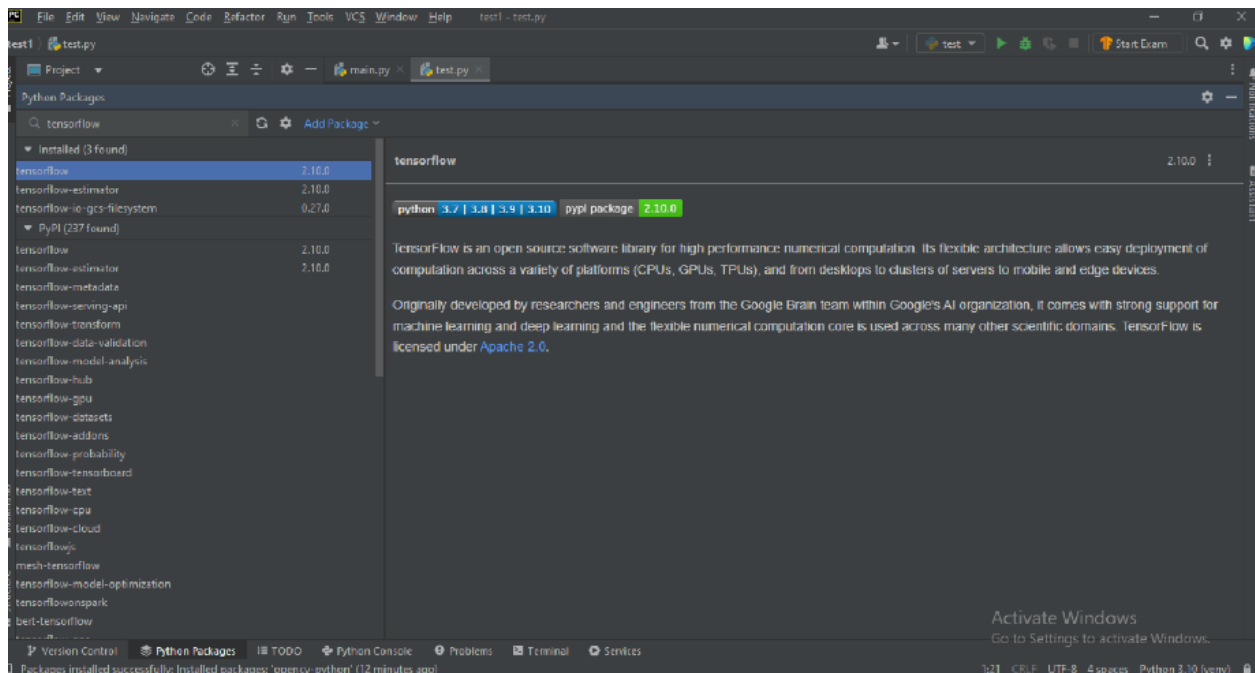 PC File Edit View Navigate Code Refactor Run Tools VCS Window Help test1 - test.py
test1 test.py test Start Exam
Project main.py test.py
Python Packages
tensorflow Add Package
Installed (3 found)
tensorflow 2.10.0
tensorflow-estimator 2.10.0
tensorflow-io-gcs-filesystem 0.27.0
PyPI (237 found)
tensorflow 2.10.0
tensorflow-estimator 2.10.0
tensorflow-metadata
tensorflow-serving-api
tensorflow-transform
tensorflow-data-validation
tensorflow-model-analysis
tensorflow-hub
tensorflow-gpu
tensorflow-datasets
tensorflow-addons
tensorflow-probability
tensorflow-tensorboard
tensorflow-text
tensorflow-cpu
tensorflow-cloud
tensorflowjs
mesh-tensorflow
tensorflow-model-optimization
tensorflowonspark
bert-tensorflow
tensorflow 2.10.0
python 3.7 | 3.8 | 3.9 | 3.10 pypi package 2.10.0
TensorFlow is an open source software library for high performance numerical computation. Its flexible architecture allows easy deployment of
computation across a variety of platforms (CPUs, GPUs, TPUs), and from desktops to clusters of servers to mobile and edge devices.
Originally developed by researchers and engineers from the Google Brain team within Google's AI organization, it comes with strong support for
machine learning and deep learning and the flexible numerical computation core is used across many other scientific domains. TensorFlow is
licensed under Apache 2.0.
Notifications
Activate Windows
Go to Settings to activate Windows.
Version Control Python Packages TODO Python Console Problems Terminal Services
Packages installed successfully: Installed packages: 'opencv-python' (12 minutes ago) 1:21 CRLF UTF-8 4 spaces Python 3.10 (venv)